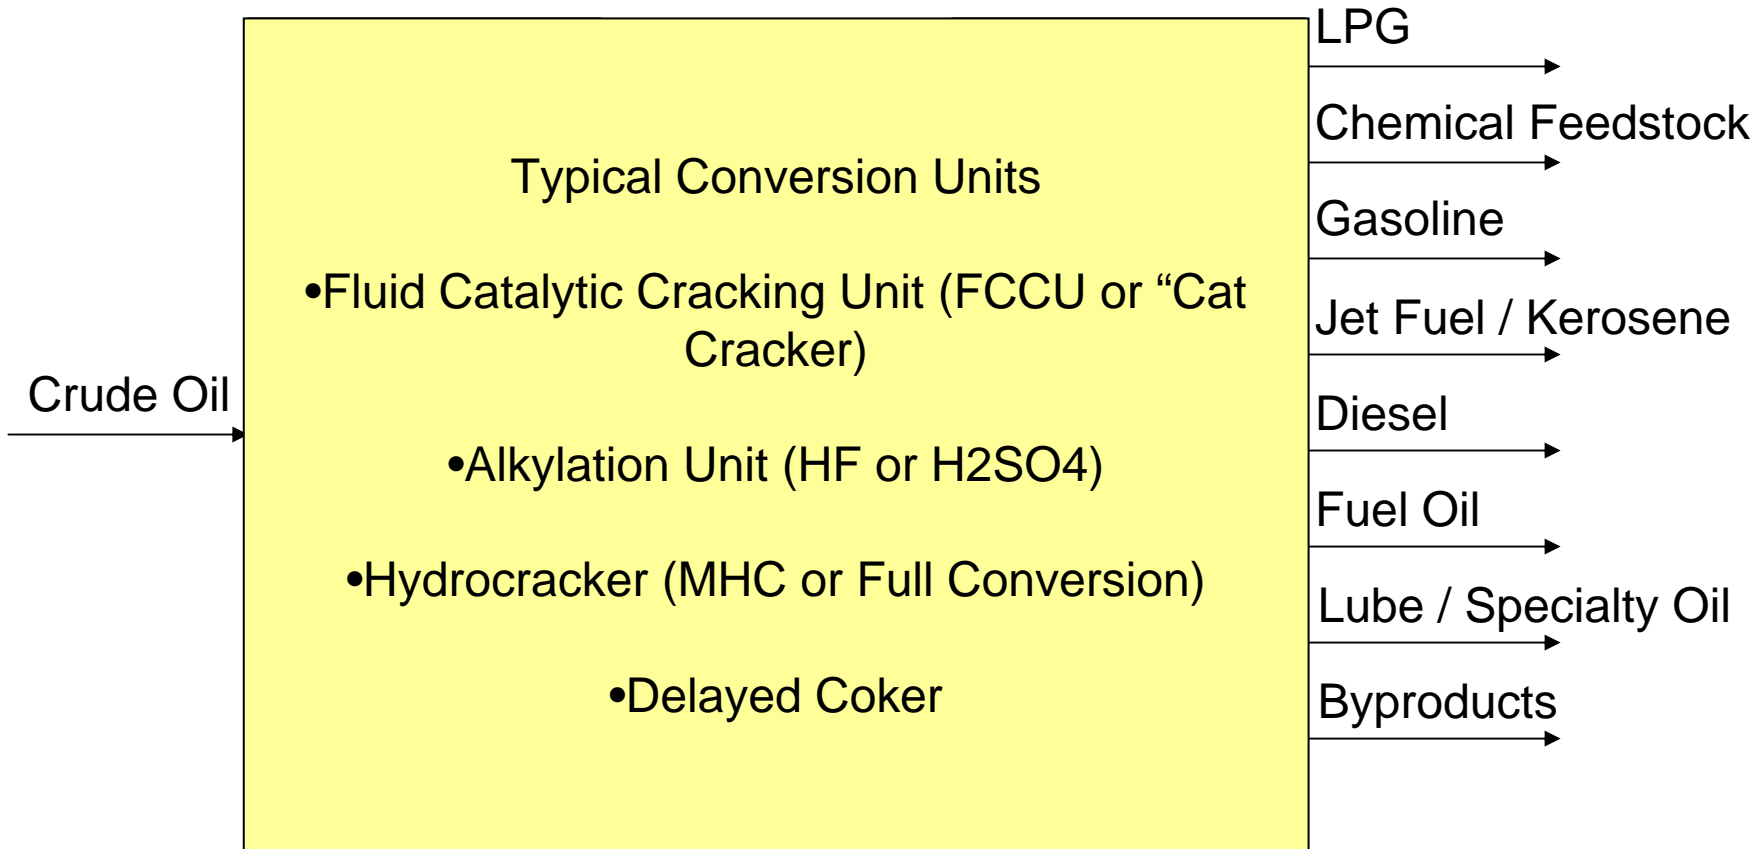 Crude Oil
Typical Conversion Units
•Fluid Catalytic Cracking Unit (FCCU or “Cat
Cracker)
•Alkylation Unit (HF or H2SO4)
•Hydrocracker (MHC or Full Conversion)
•Delayed Coker
LPG
Chemical Feedstock
Gasoline
Jet Fuel / Kerosene
Diesel
Fuel Oil
Lube / Specialty Oil
Byproducts